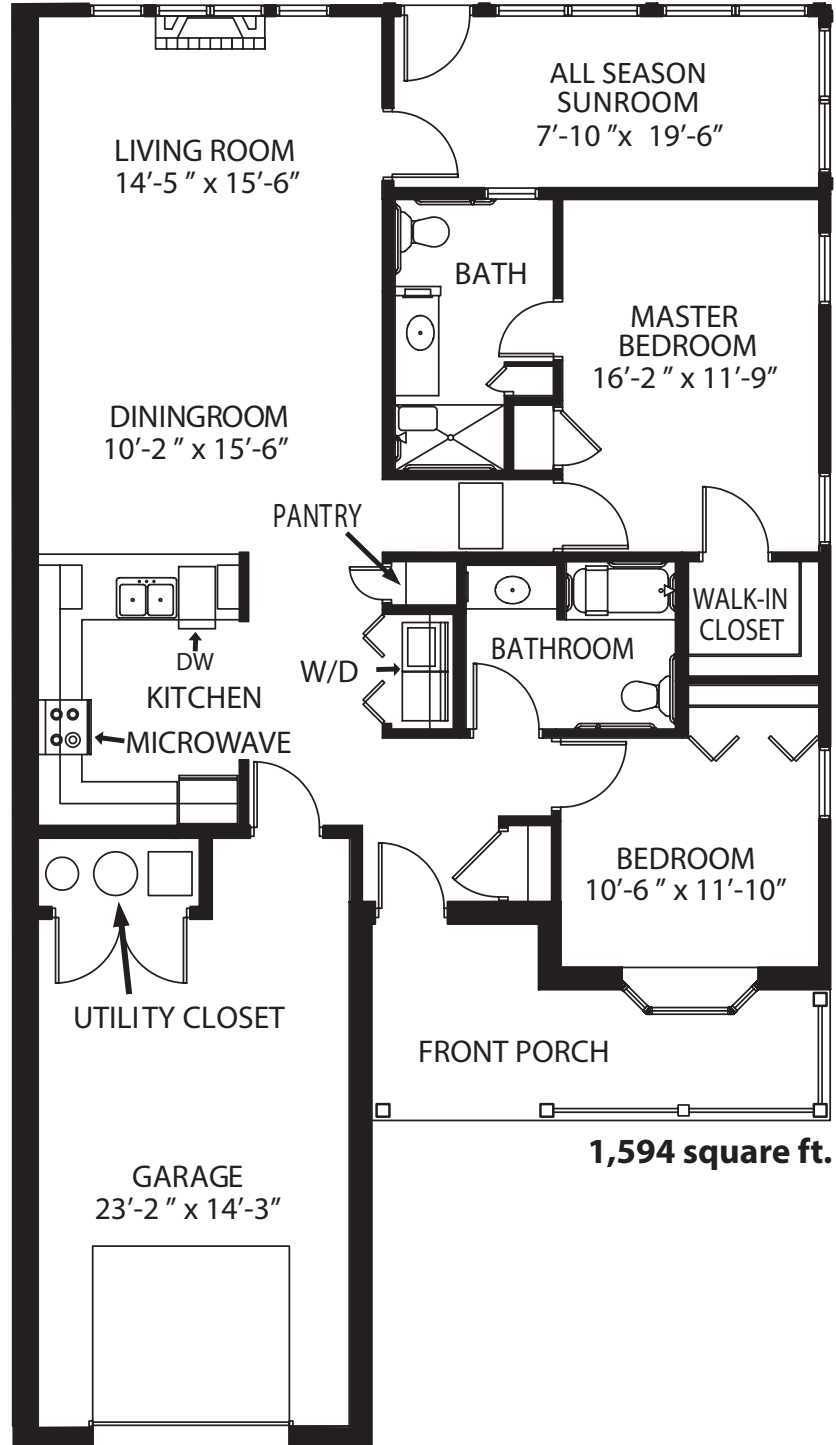 ALL SEASON
SUNROOM
7'-10 "x 19'-6"
LIVING ROOM
14'-5 " x 15'-6"
BATH
MASTER
BEDROOM
16'-2 " x 11'-9"
DININGROOM
10'-2 " x 15'-6"
PANTRY
WALK-IN
CLOSET
BATHROOM
DW
W/D
KITCHEN
MICROWAVE
BEDROOM
10'-6 " x 11'-10"
UTILITY CLOSET
FRONT PORCH
1,594 square ft.
GARAGE
23'-2 " x 14'-3"